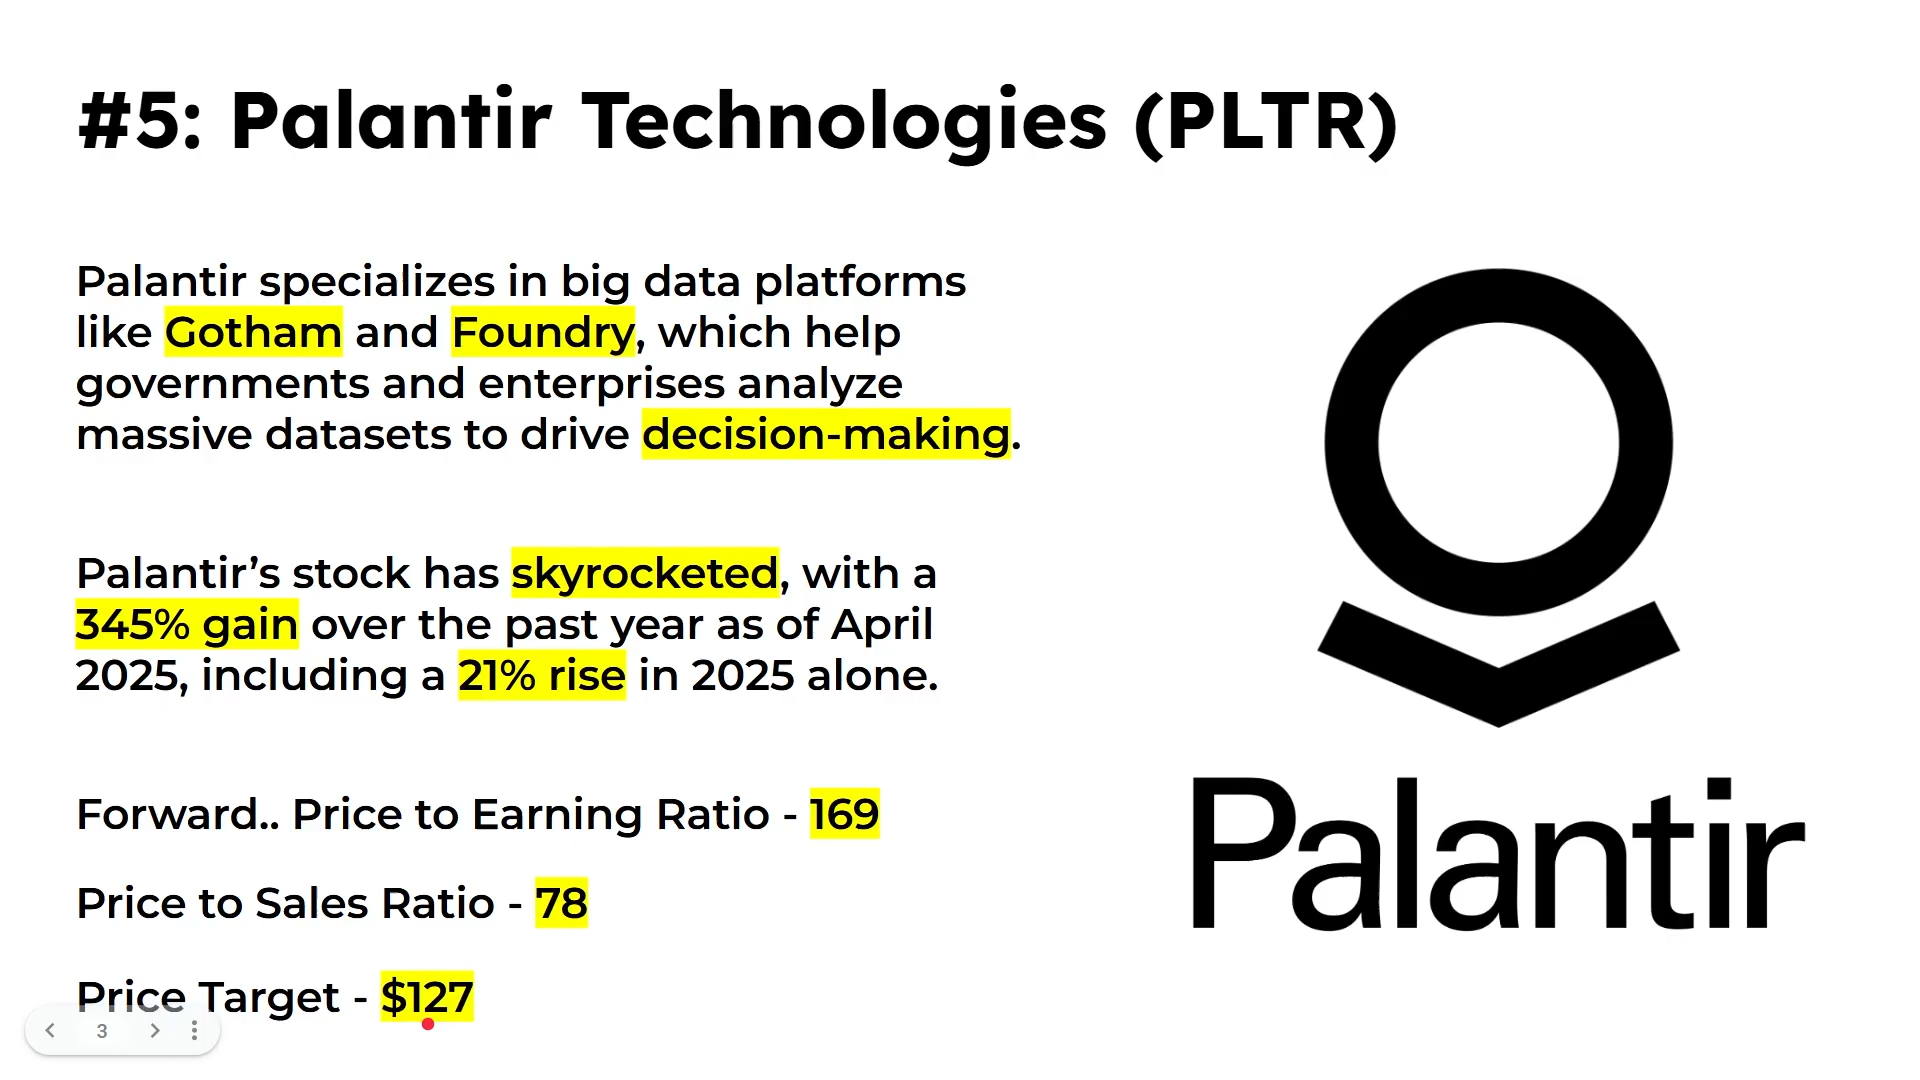 #5: Palantir Technologies (PLTR)
Palantir specializes in big data platforms
like Gotham and Foundry, which help
governments and enterprises analyze
massive datasets to drive decision-making.
Palantir’s stock has skyrocketed, with a
345% gain over the past year as of April
2025, including a 21% rise in 2025 alone.
Forward.. Price to Earning Ratio - 169
Price to Sales Ratio - 78
Price Target - $127
3
Palantir